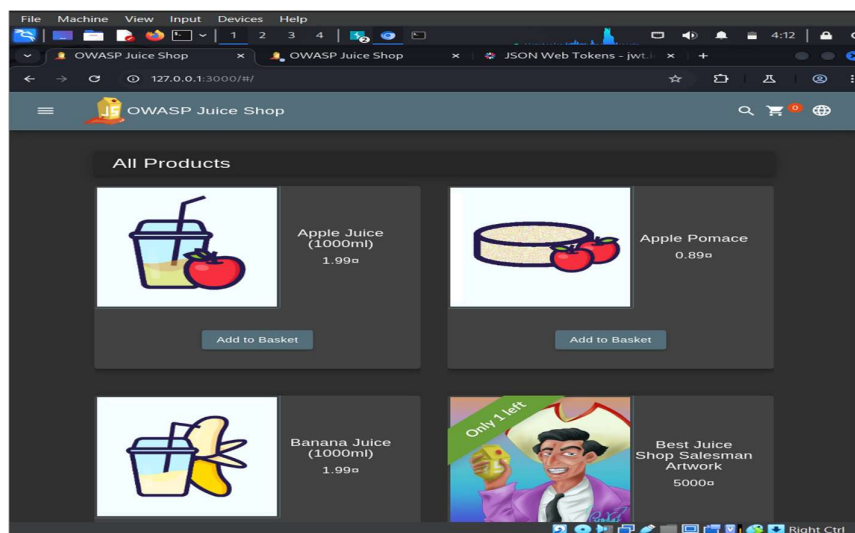 File Machine View Input Devices Help
1 2 3 4 4:12
OWASP Juice Shop × OWASP Juice Shop × JSON Web Tokens - jwt.i × +
127.0.0.1:3000/#/
JS OWASP Juice Shop 0
All Products
Apple Juice
(1000ml)
1.99¤
Add to Basket
Apple Pomace
0.89¤
Add to Basket
Banana Juice
(1000ml)
1.99¤
Only 1 left
Best Juice
Shop Salesman
Artwork
5000¤
Right Ctrl